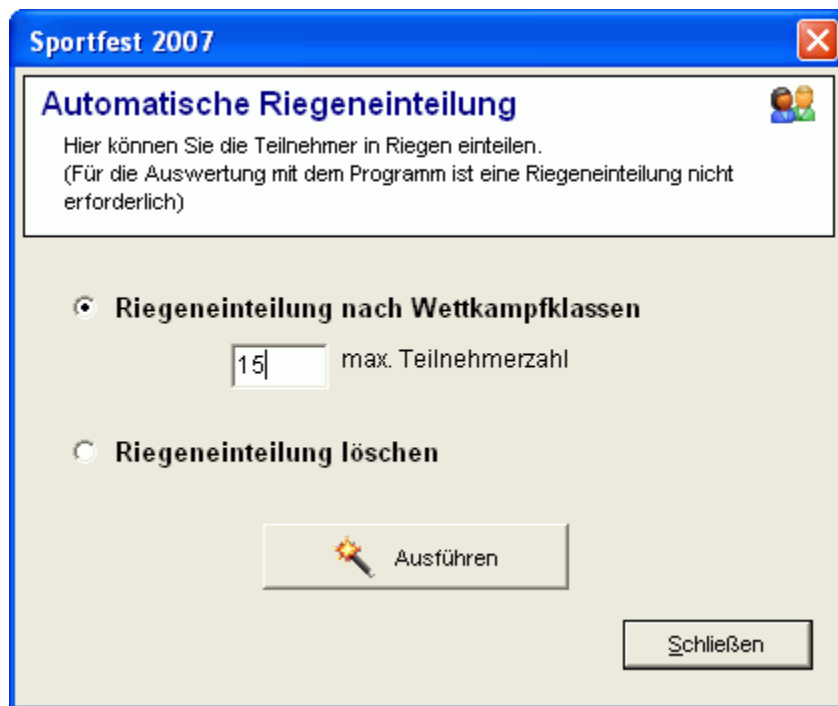 Sportfest 2007
Automatische Riegeneinteilung
Hier können Sie die Teilnehmer in Riegen einteilen.
(Für die Auswertung mit dem Programm ist eine Riegeneinteilung nicht
erforderlich)
Riegeneinteilung nach Wettkampfklassen
15 max. Teilnehmerzahl
Riegeneinteilung löschen
Ausführen
Schließen